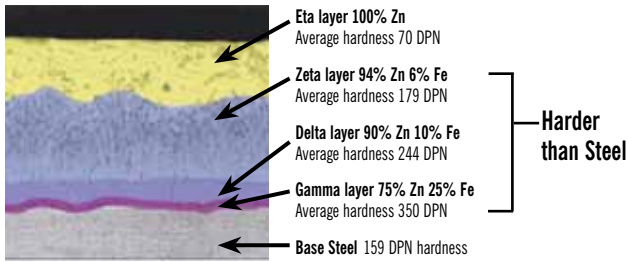 Eta layer 100% Zn
Average hardness 70 DPN
Zeta layer 94% Zn 6% Fe
Average hardness 179 DPN
Delta layer 90% Zn 10% Fe
Average hardness 244 DPN
Gamma layer 75% Zn 25% Fe
Average hardness 350 DPN
Base Steel 159 DPN hardness
Harder
than Steel